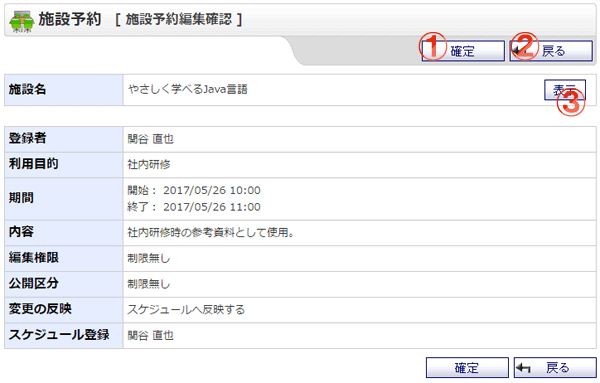 施設予約 [ 施設予約編集確認 ]
① 確定 ② 戻る
施設名 やさしく学べるJava言語 表示
③
登録者 関谷 直也
利用目的 社内研修
期間 開始： 2017/05/26 10:00
終了： 2017/05/26 11:00
内容 社内研修時の参考資料として使用。
編集権限 制限無し
公開区分 制限無し
変更の反映 スケジュールへ反映する
スケジュール登録 関谷 直也
確定 戻る